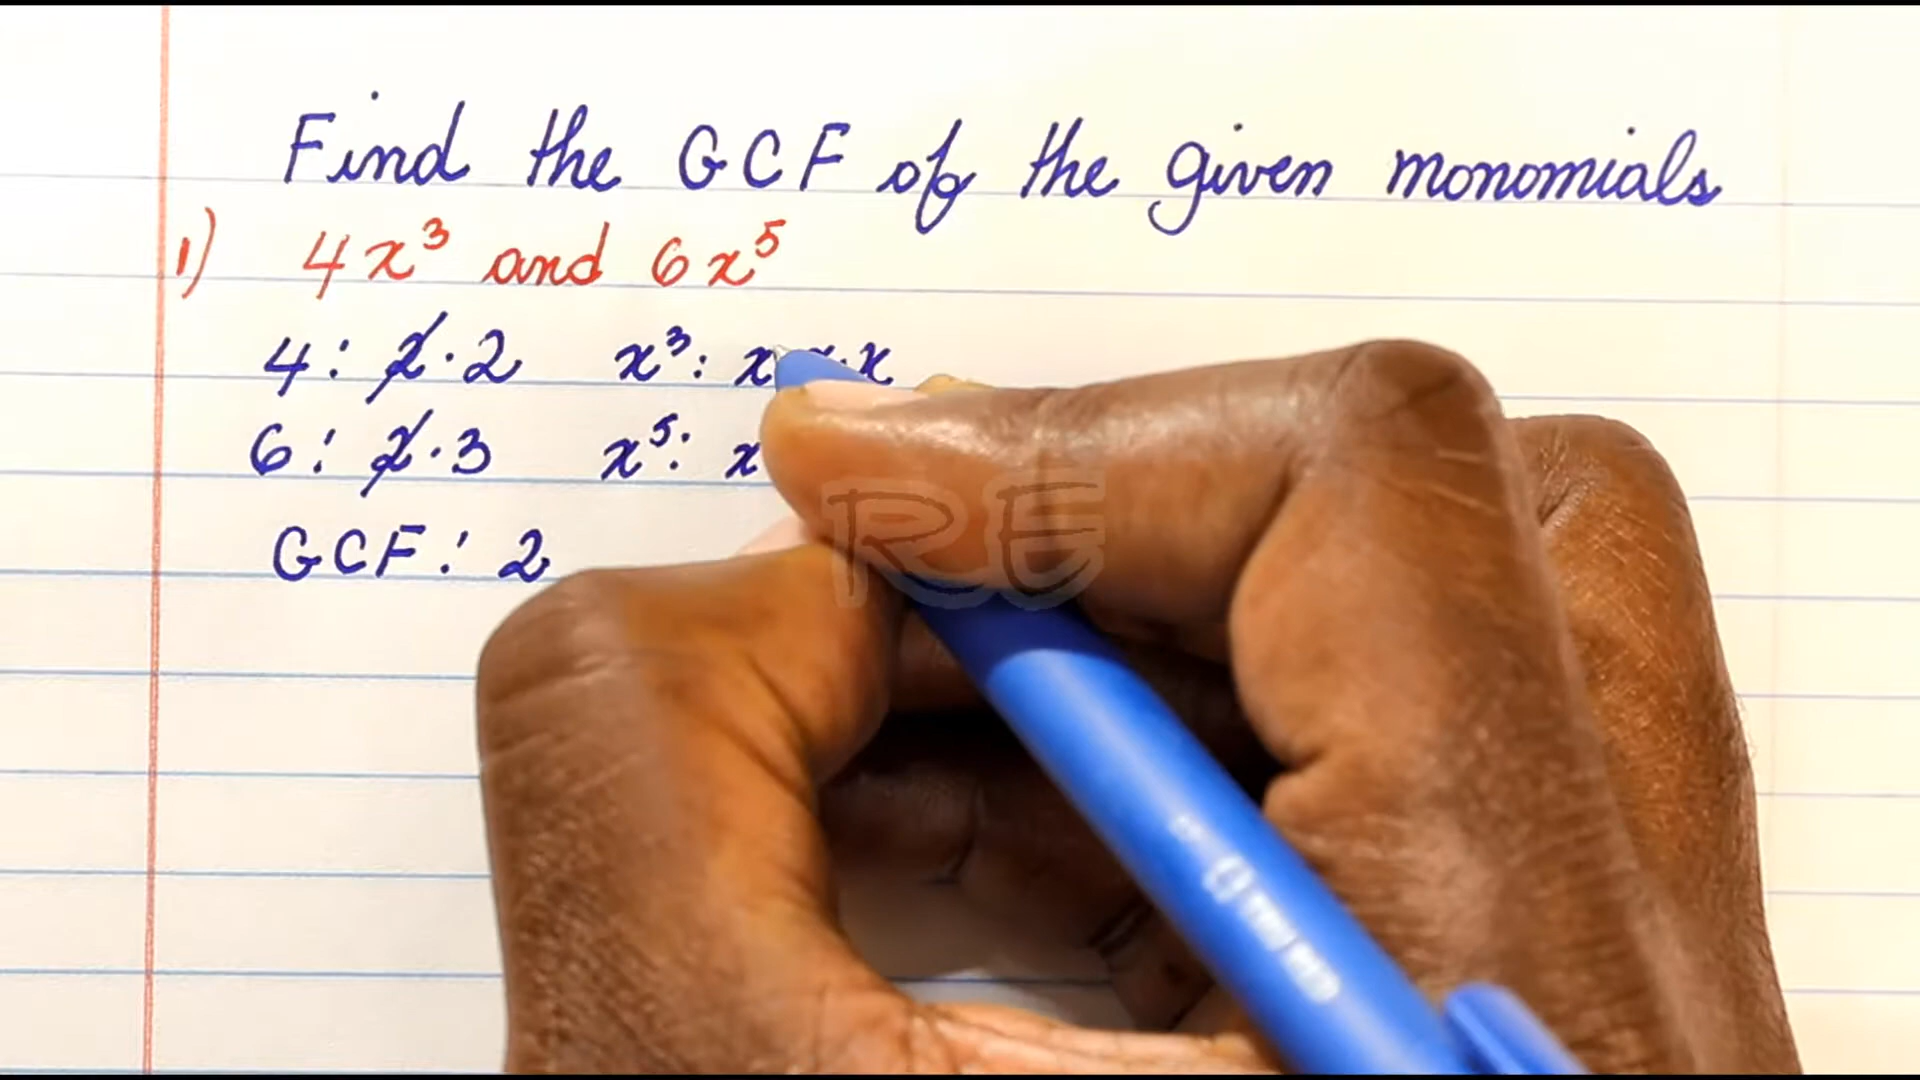 Find the GCF of the given monomials
1) 4x³ and 6x⁵
4: 2·2 x³: x·x·x
6: 2·3 x⁵: x
GCF: 2
RE